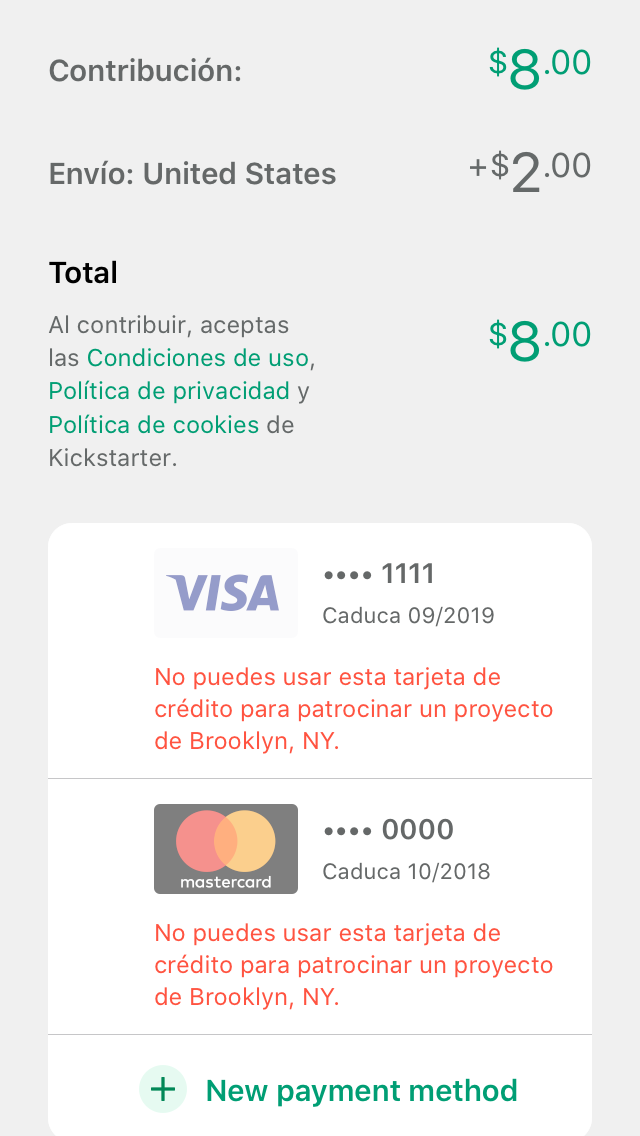 Contribución: $8.00
Envío: United States +$2.00
Total
Al contribuir, aceptas
las Condiciones de uso,
Política de privacidad y
Política de cookies de
Kickstarter.
$8.00
VISA
•••• 1111
Caduca 09/2019
No puedes usar esta tarjeta de
crédito para patrocinar un proyecto
de Brooklyn, NY.
mastercard
•••• 0000
Caduca 10/2018
No puedes usar esta tarjeta de
crédito para patrocinar un proyecto
de Brooklyn, NY.
+ New payment method